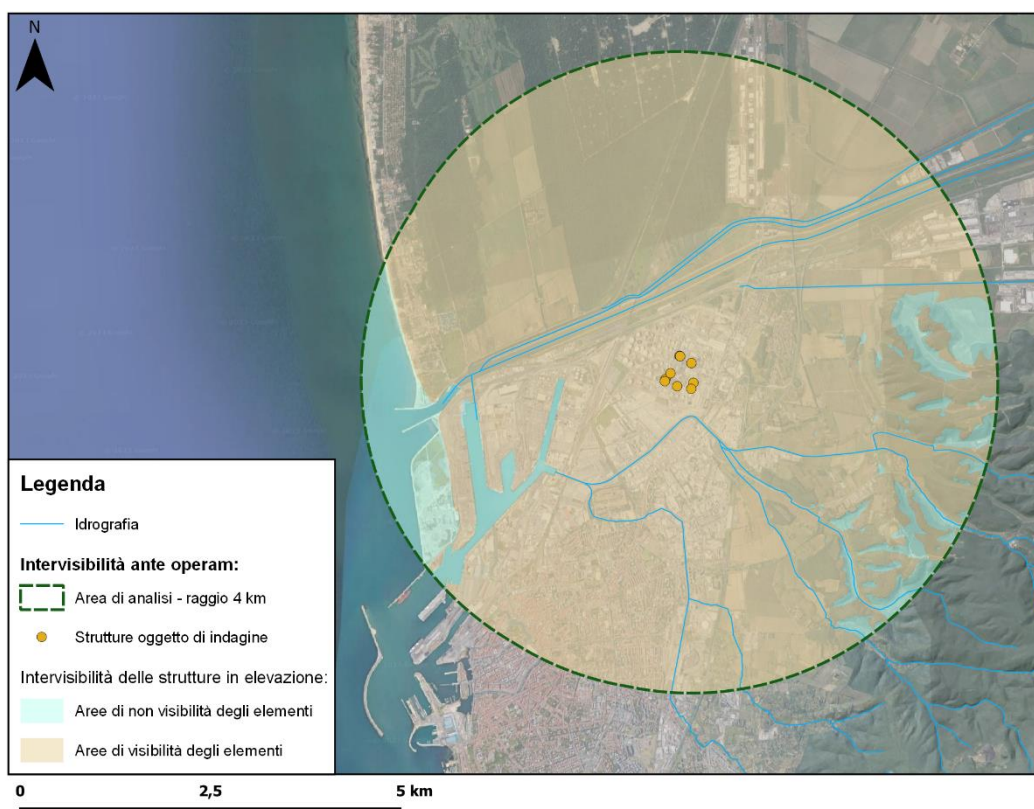 N
Legenda
Idrografia
Intervisibilità ante operam:
Area di analisi - raggio 4 km
Strutture oggetto di indagine
Intervisibilità delle strutture in elevazione:
Aree di non visibilità degli elementi
Aree di visibilità degli elementi
0 2,5 5 km